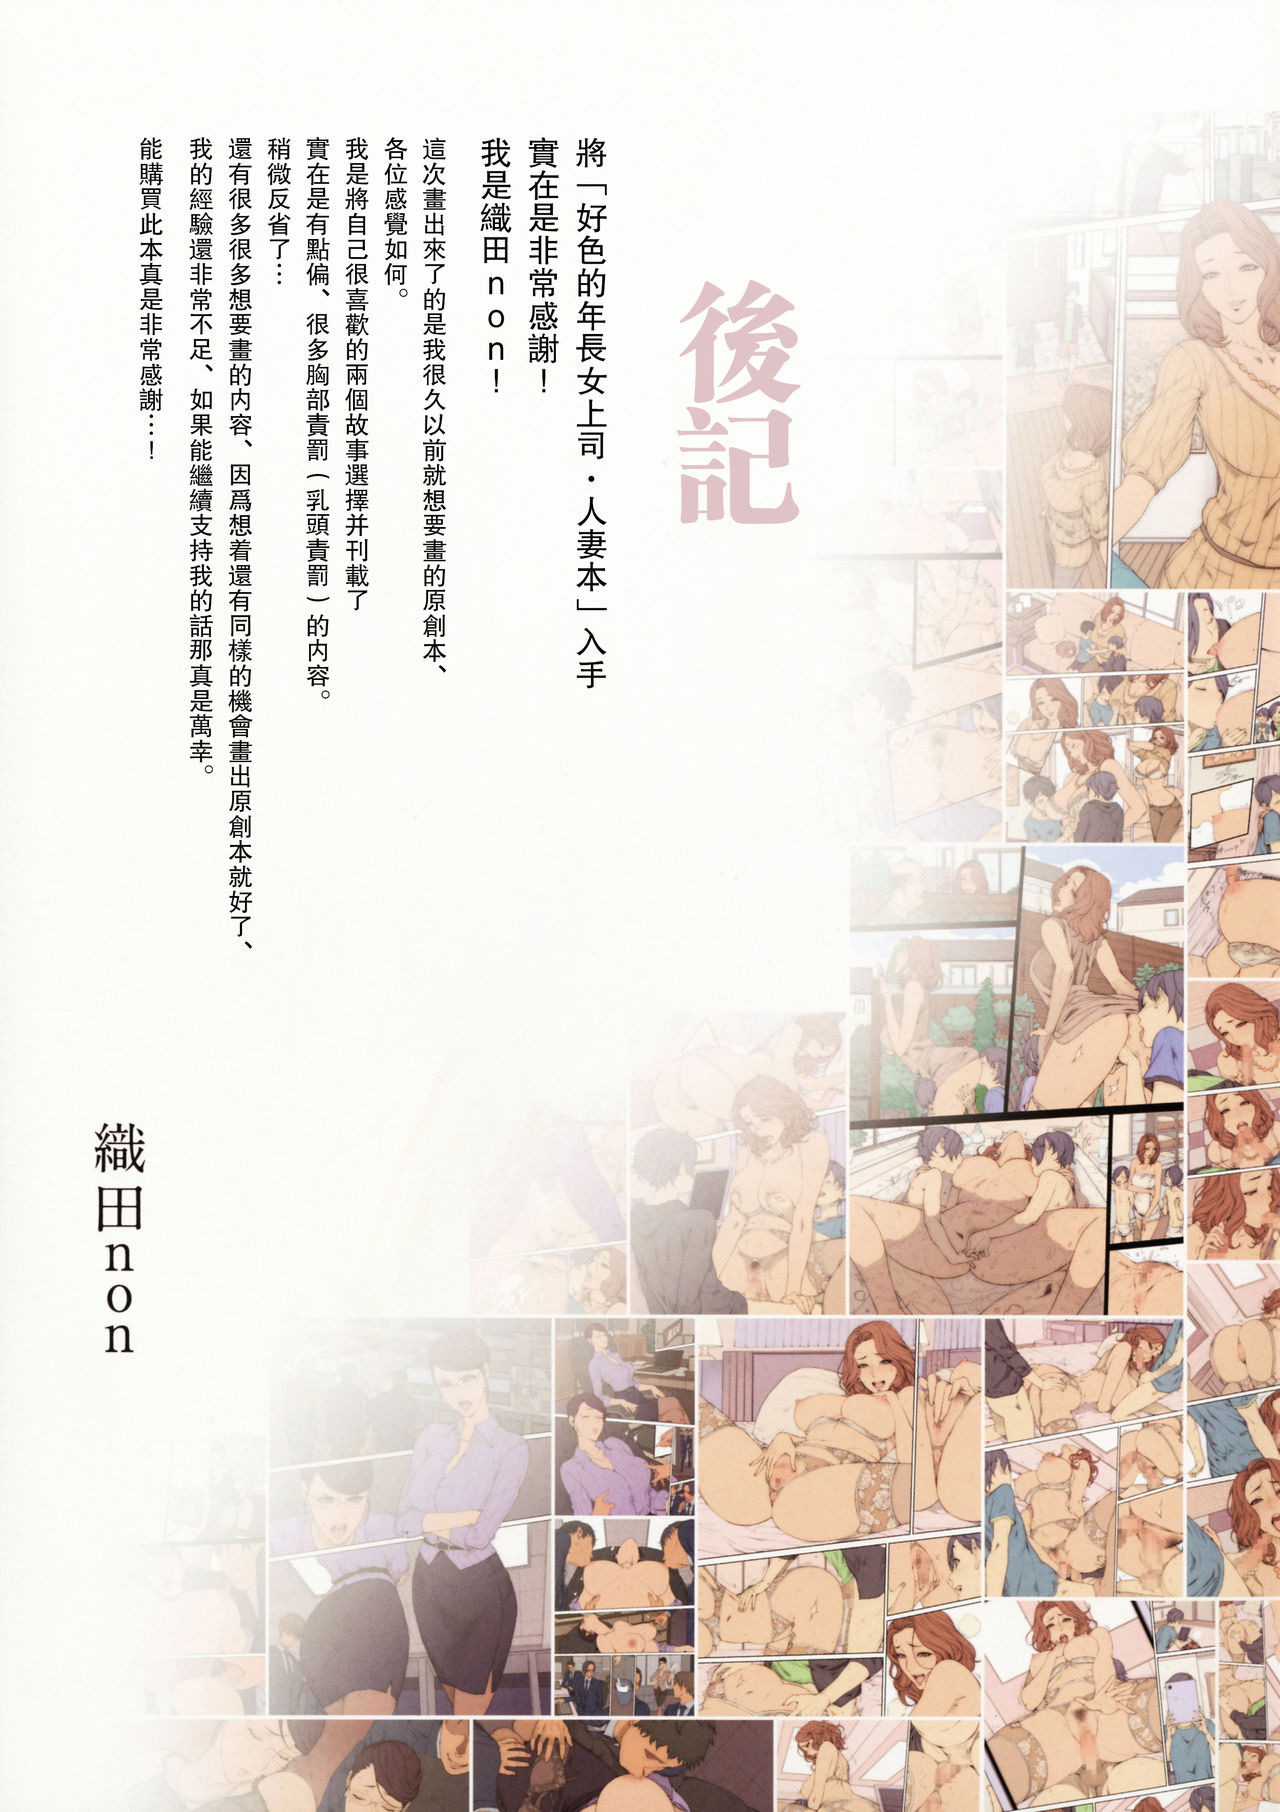 後記
將「好色的年長女上司・人妻本」入手
實在是非常感謝！
我是織田non！
這次畫出來了的是我很久以前就想要畫的原創本、
各位感覺如何。
我是將自己很喜歡的兩個故事選擇并刊載了
實在是有點偏、很多胸部責罰(乳頭責罰)的内容。
稍微反省了…
還有很多很多想要畫的内容、因爲想着還有同樣的機會畫出原創本就好了、
我的經驗還非常不足、如果能繼續支持我的話那真是萬幸。
能購買此本真是非常感謝…！
織田non